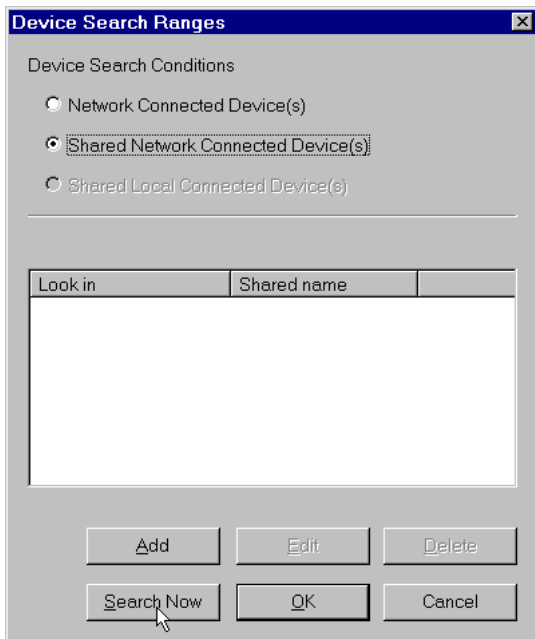 Device Search Ranges
Device Search Conditions
Network Connected Device(s)
Shared Network Connected Device(s)
Shared Local Connected Device(s)
Look in Shared name
Add Edit Delete
Search Now OK Cancel